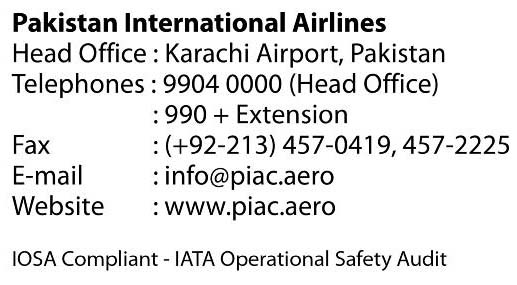 Pakistan International Airlines
Head Office : Karachi Airport, Pakistan
Telephones : 9904 0000 (Head Office)
: 990 + Extension
Fax : (+92-213) 457-0419, 457-2225
E-mail : info@piac.aero
Website : www.piac.aero
IOSA Compliant - IATA Operational Safety Audit